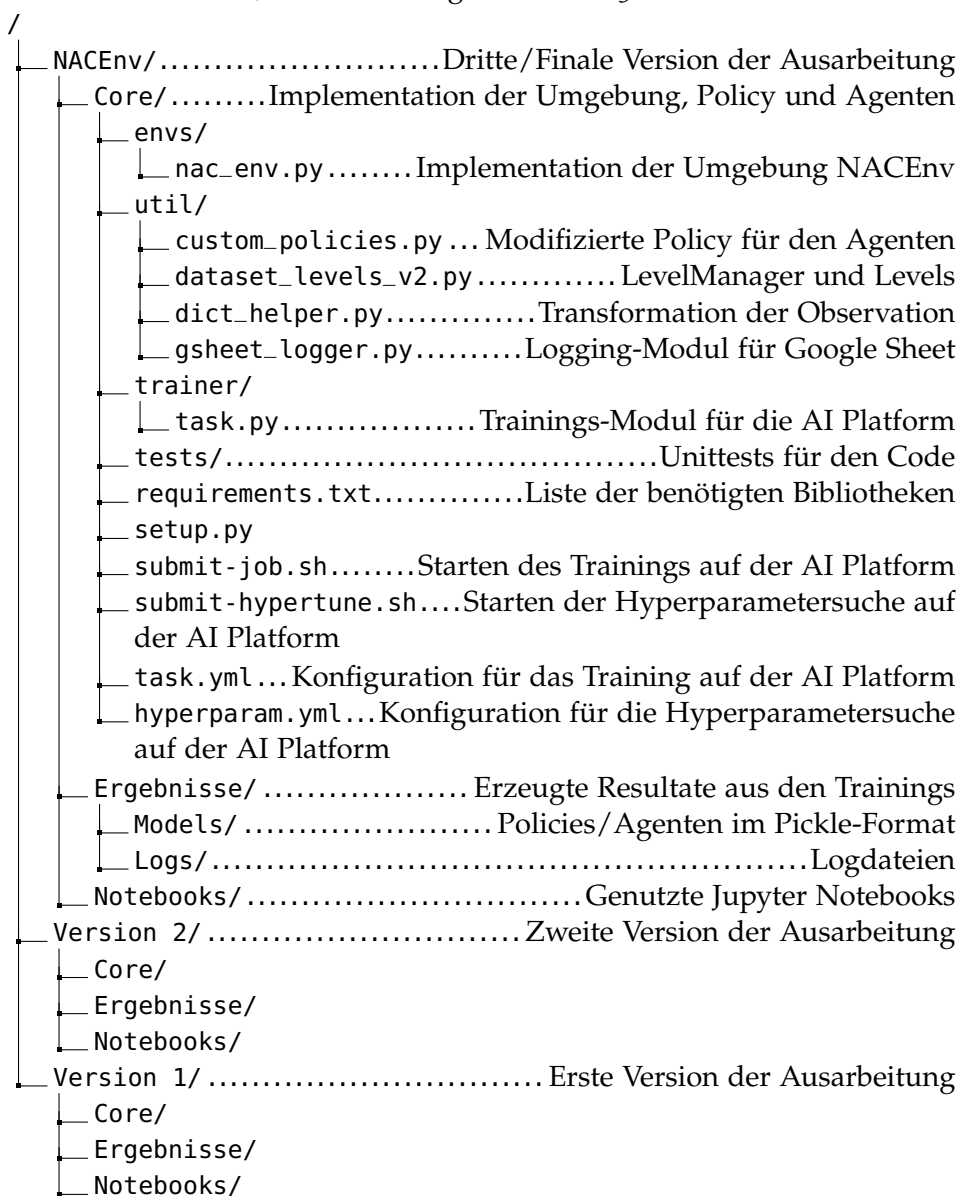 /
NACEnv/.........................Dritte/Finale Version der Ausarbeitung
Core/.........Implementation der Umgebung, Policy und Agenten
envs/
nac_env.py........Implementation der Umgebung NACEnv
util/
custom_policies.py...Modifizierte Policy für den Agenten
dataset_levels_v2.py.............LevelManager und Levels
dict_helper.py..............Transformation der Observation
gsheet_logger.py..........Logging-Modul für Google Sheet
trainer/
task.py..................Trainings-Modul für die AI Platform
tests/.......................................Unittests für den Code
requirements.txt.............Liste der benötigten Bibliotheken
setup.py
submit-job.sh........Starten des Trainings auf der AI Platform
submit-hypertune.sh....Starten der Hyperparametersuche auf
der AI Platform
task.yml...Konfiguration für das Training auf der AI Platform
hyperparam.yml...Konfiguration für die Hyperparametersuche
auf der AI Platform
Ergebnisse/...................Erzeugte Resultate aus den Trainings
Models/.......................Policies/Agenten im Pickle-Format
Logs/.....................................................Logdateien
Notebooks/..............................Genutzte Jupyter Notebooks
Version 2/.............................Zweite Version der Ausarbeitung
Core/
Ergebnisse/
Notebooks/
Version 1/...............................Erste Version der Ausarbeitung
Core/
Ergebnisse/
Notebooks/